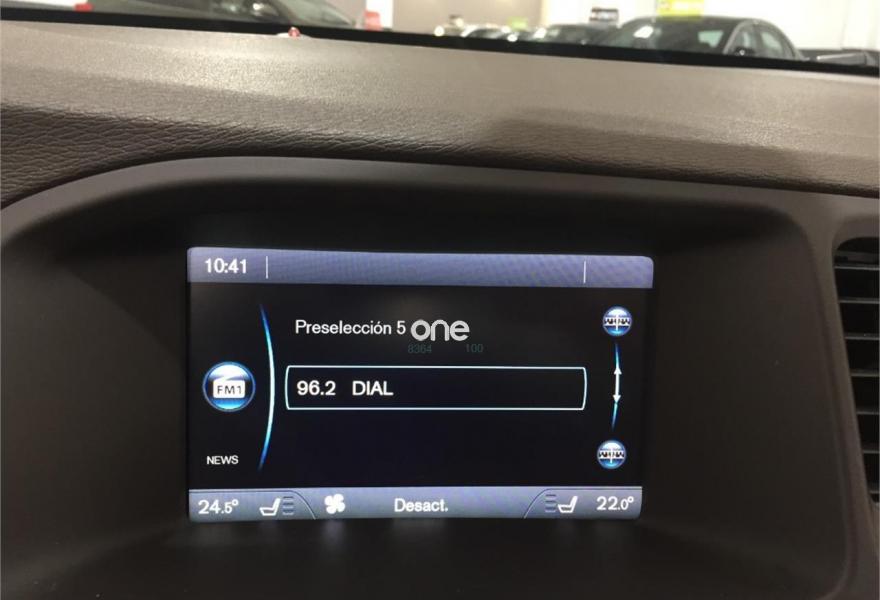 10:41
Preselección 5
one
8364 100
FM1
96.2 DIAL
NEWS
24.5° Desact. 22.0°